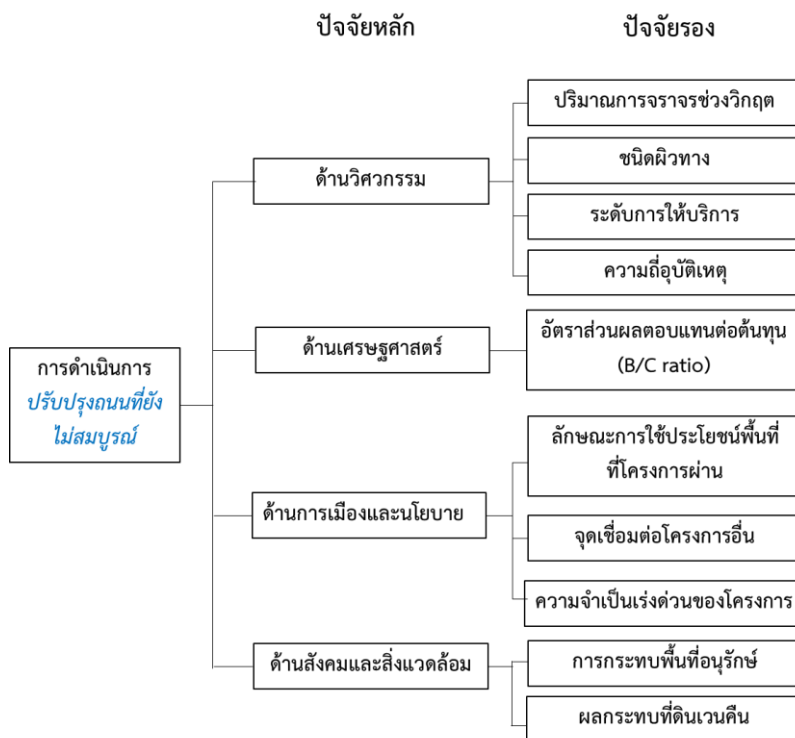 ปัจจัยหลัก
ปัจจัยรอง
การดำเนินการ
ปรับปรุงถนนที่ยัง
ไม่สมบูรณ์
ด้านวิศวกรรม
ปริมาณการจราจรช่วงวิกฤต
ชนิดผิวทาง
ระดับการให้บริการ
ความถี่อุบัติเหตุ
ด้านเศรษฐศาสตร์
อัตราส่วนผลตอบแทนต่อต้นทุน
(B/C ratio)
ด้านการเมืองและนโยบาย
ลักษณะการใช้ประโยชน์พื้นที่
ที่โครงการผ่าน
จุดเชื่อมต่อโครงการอื่น
ความจำเป็นเร่งด่วนของโครงการ
ด้านสังคมและสิ่งแวดล้อม
การกระทบพื้นที่อนุรักษ์
ผลกระทบที่ดินเวนคืน